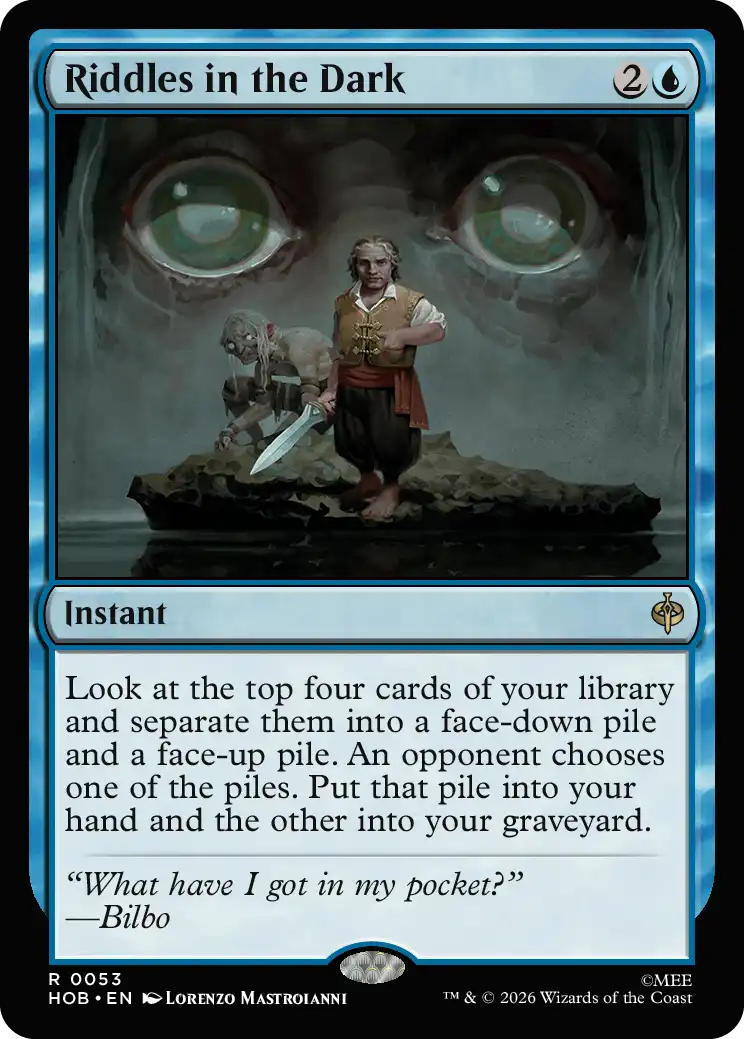 Riddles in the Dark 2
Instant
Look at the top four cards of your library
and separate them into a face-down pile
and a face-up pile. An opponent chooses
one of the piles. Put that pile into your
hand and the other into your graveyard.
“What have I got in my pocket?”
—Bilbo
R 0053
HOB • EN Lorenzo Mastroianni
©MEE
™ & © 2026 Wizards of the Coast